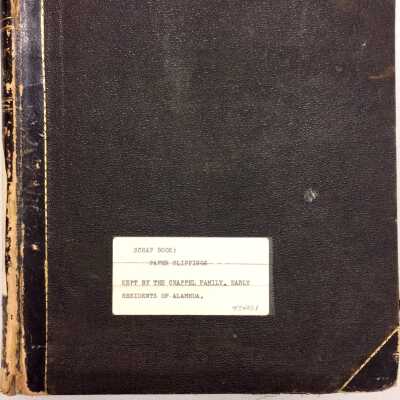 SCRAP BOOK:
PAPER CLIPPINGS
KEPT BY THE CHAPPEL FAMILY, EARLY
RESIDENTS OF ALAMEDA.